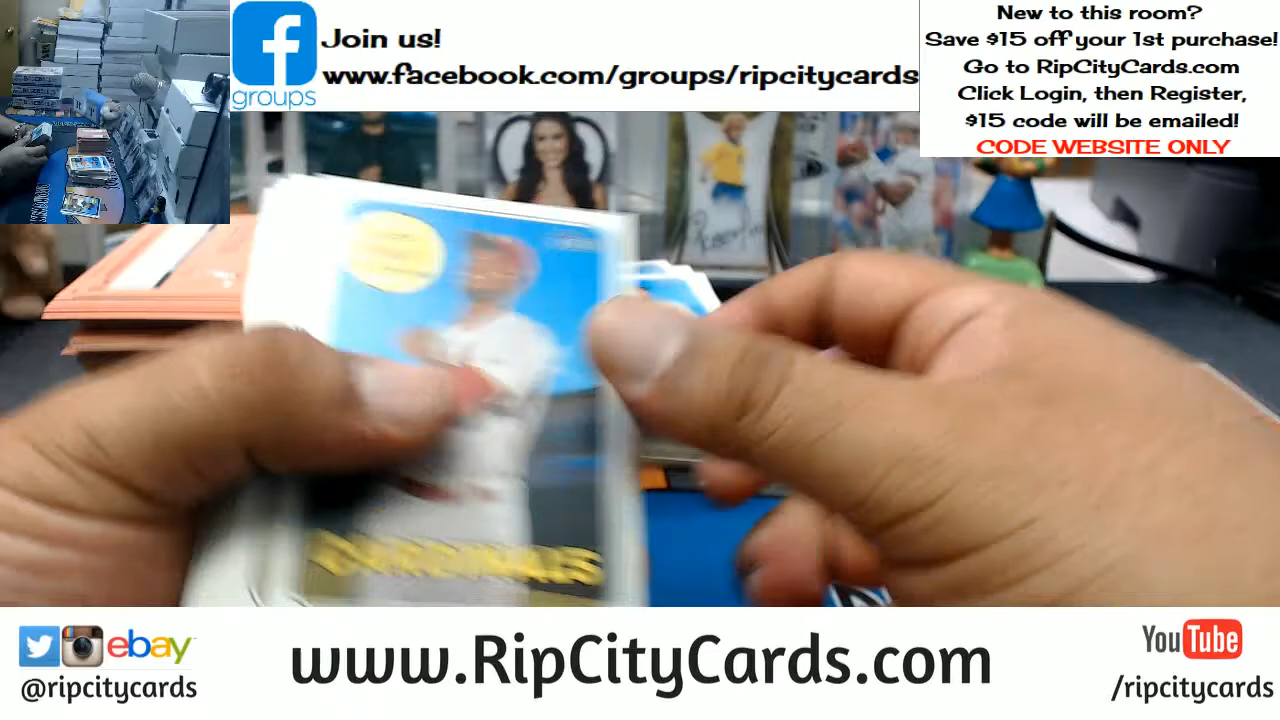 Join us!
www.facebook.com/groups/ripcitycards
groups
New to this room?
Save $15 off your 1st purchase!
Go to RipCityCards.com
Click Login, then Register,
$15 code will be emailed!
CODE WEBSITE ONLY
CARDINALS
ebay
@ripcitycards
www.RipCityCards.com
YouTube
/ripcitycards